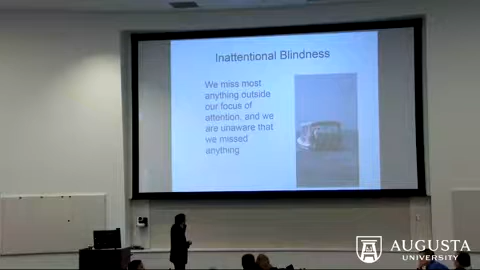 Inattentional Blindness
We miss most
anything outside
our focus of
attention, and we
are unaware that
we missed
anything
AUGUSTA
UNIVERSITY